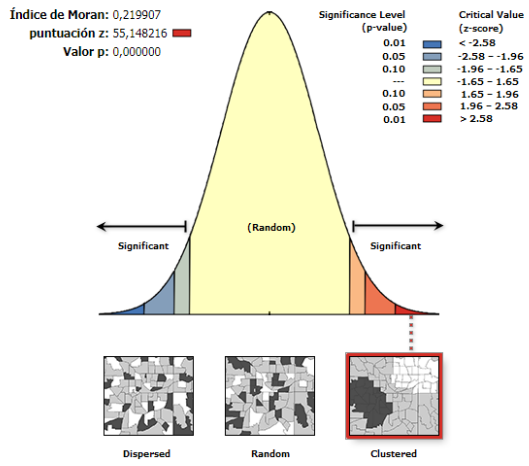 Índice de Moran: 0,219907
puntuación z: 55,148216
Valor p: 0,000000
Significance Level
(p-value)
Critical Value
(z-score)
0.01 < -2.58
0.05 -2.58 – -1.96
0.10 -1.96 – -1.65
--- -1.65 – 1.65
0.10 1.65 – 1.96
0.05 1.96 – 2.58
0.01 > 2.58
Significant
(Random)
Significant
Dispersed
Random
Clustered